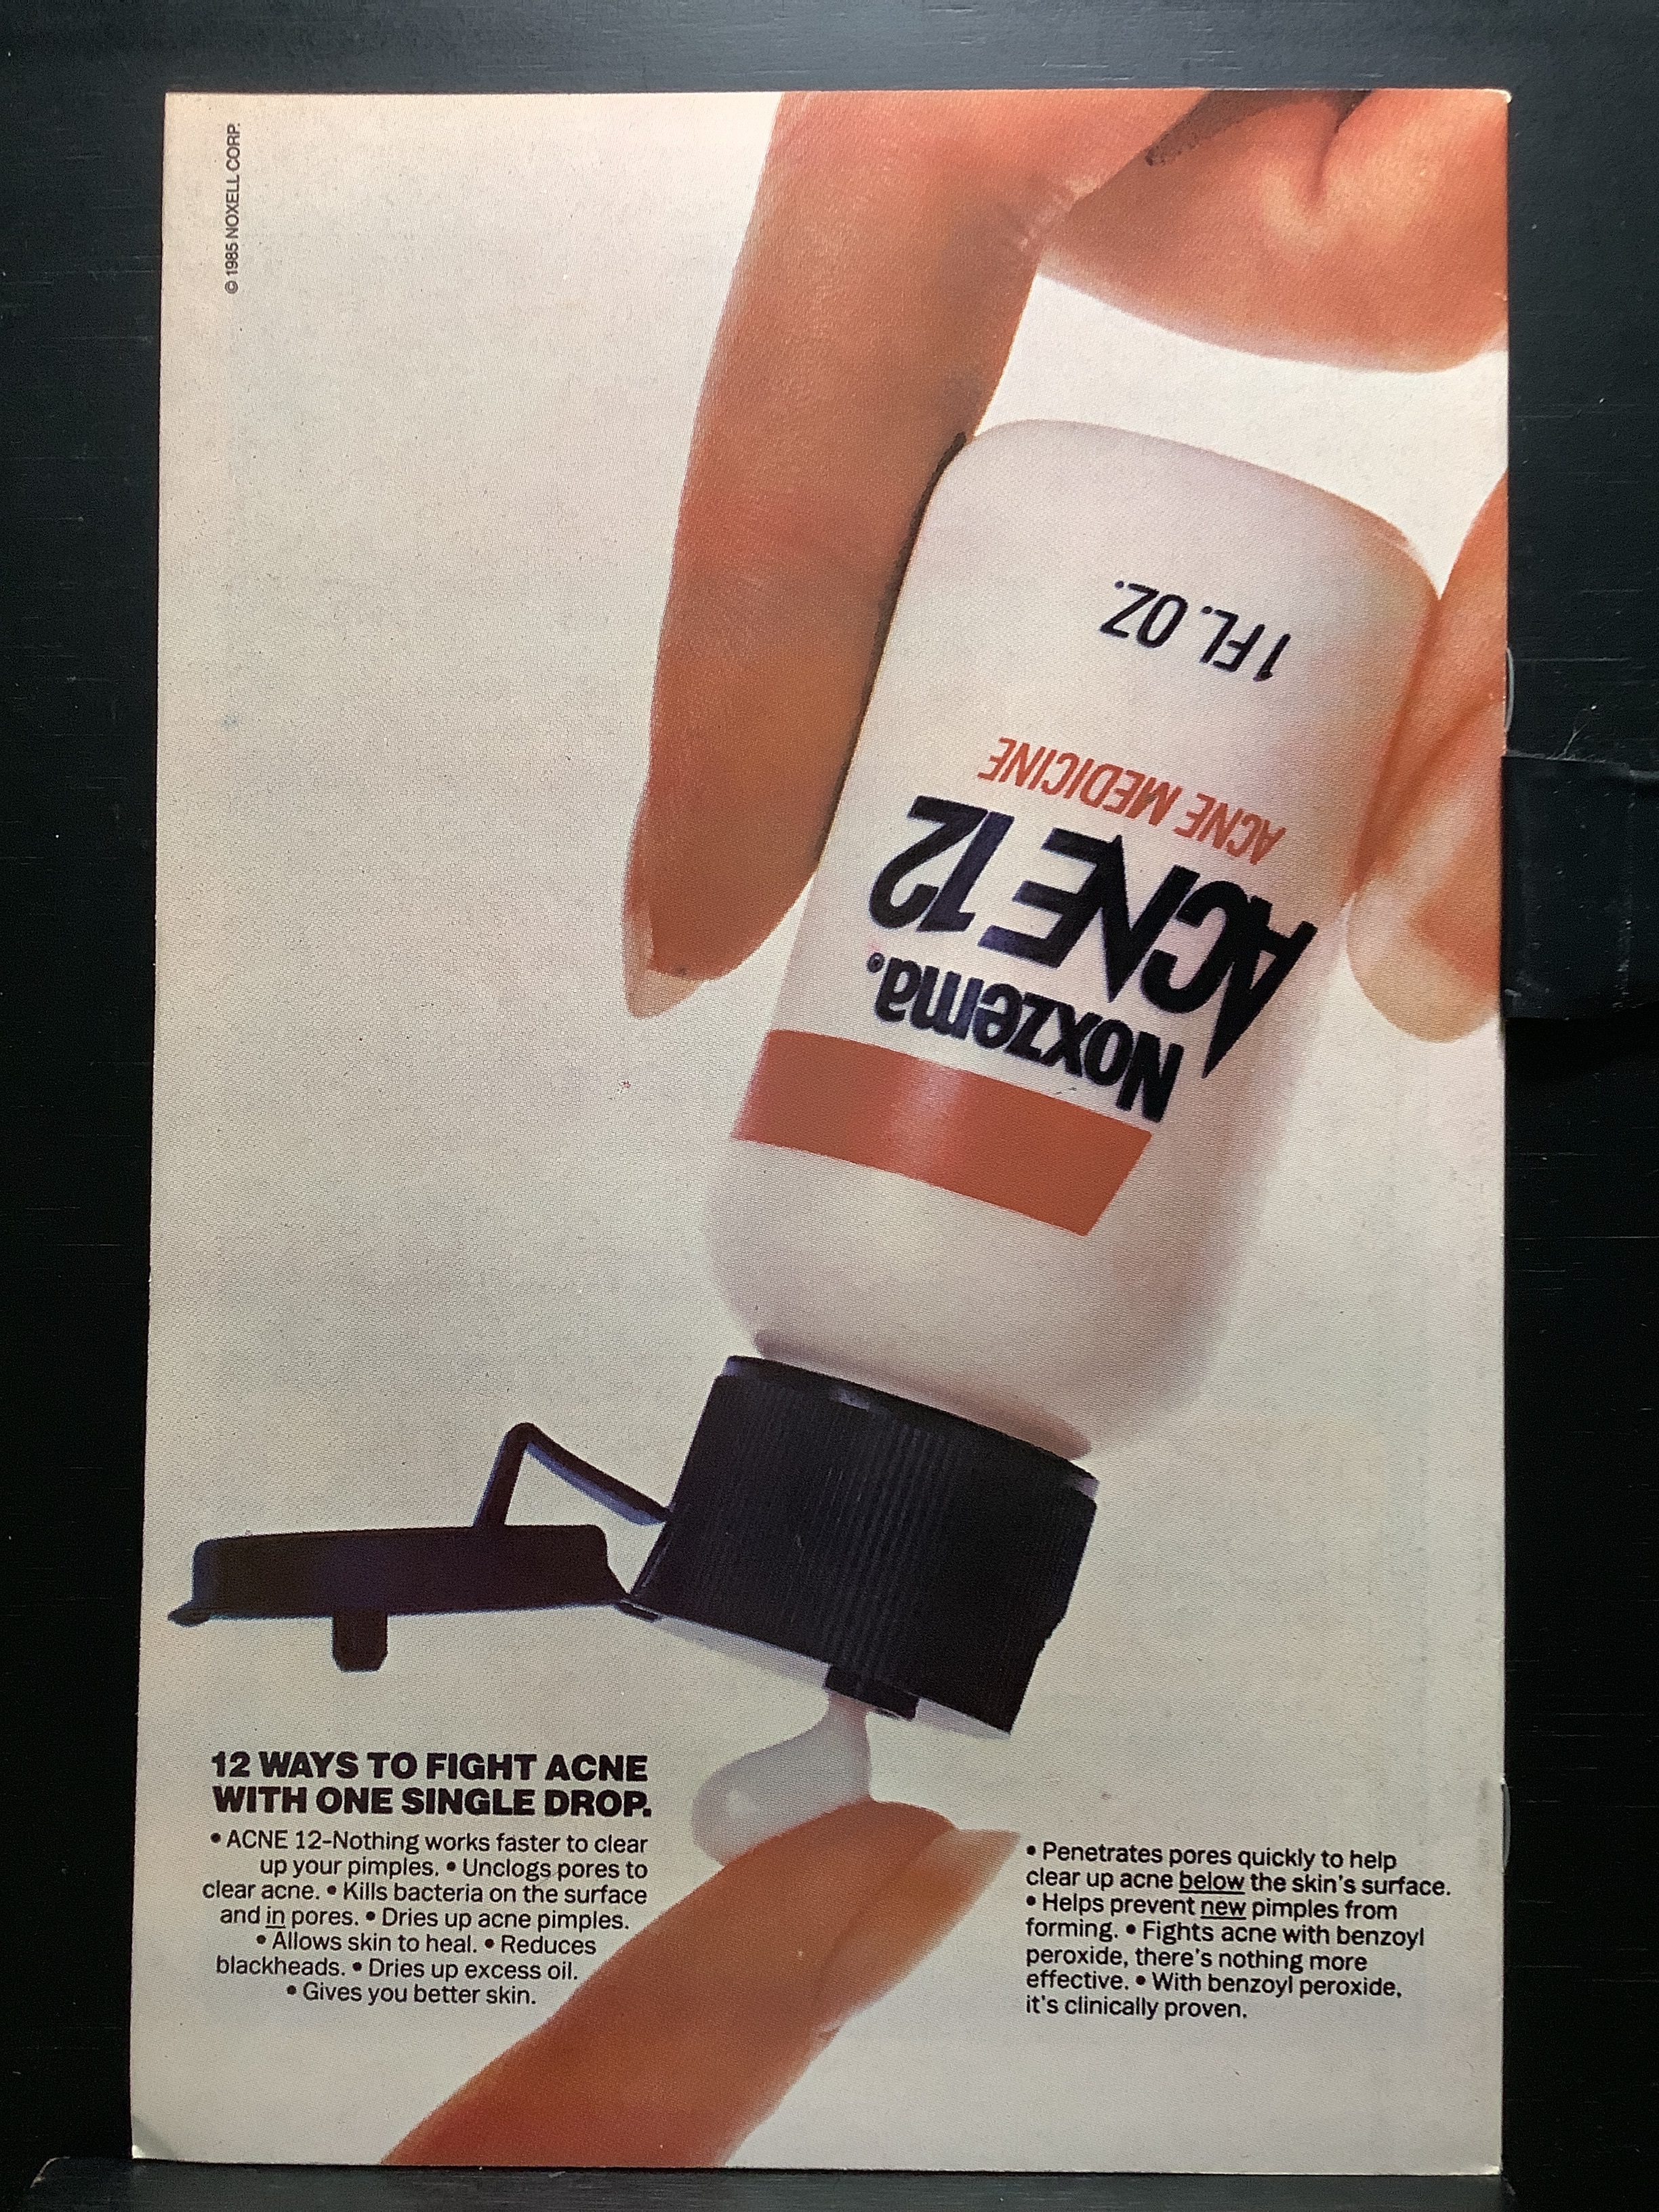 © 1985 NOXELL CORP.
1 FL. OZ.
ACNE MEDICINE
ACNE 12
Noxzema®
12 WAYS TO FIGHT ACNE
WITH ONE SINGLE DROP.
• ACNE 12–Nothing works faster to clear
up your pimples. • Unclogs pores to
clear acne. • Kills bacteria on the surface
and in pores. • Dries up acne pimples.
• Allows skin to heal. • Reduces
blackheads. • Dries up excess oil.
• Gives you better skin.
• Penetrates pores quickly to help
clear up acne below the skin's surface.
• Helps prevent new pimples from
forming. • Fights acne with benzoyl
peroxide, there's nothing more
effective. • With benzoyl peroxide,
it's clinically proven.